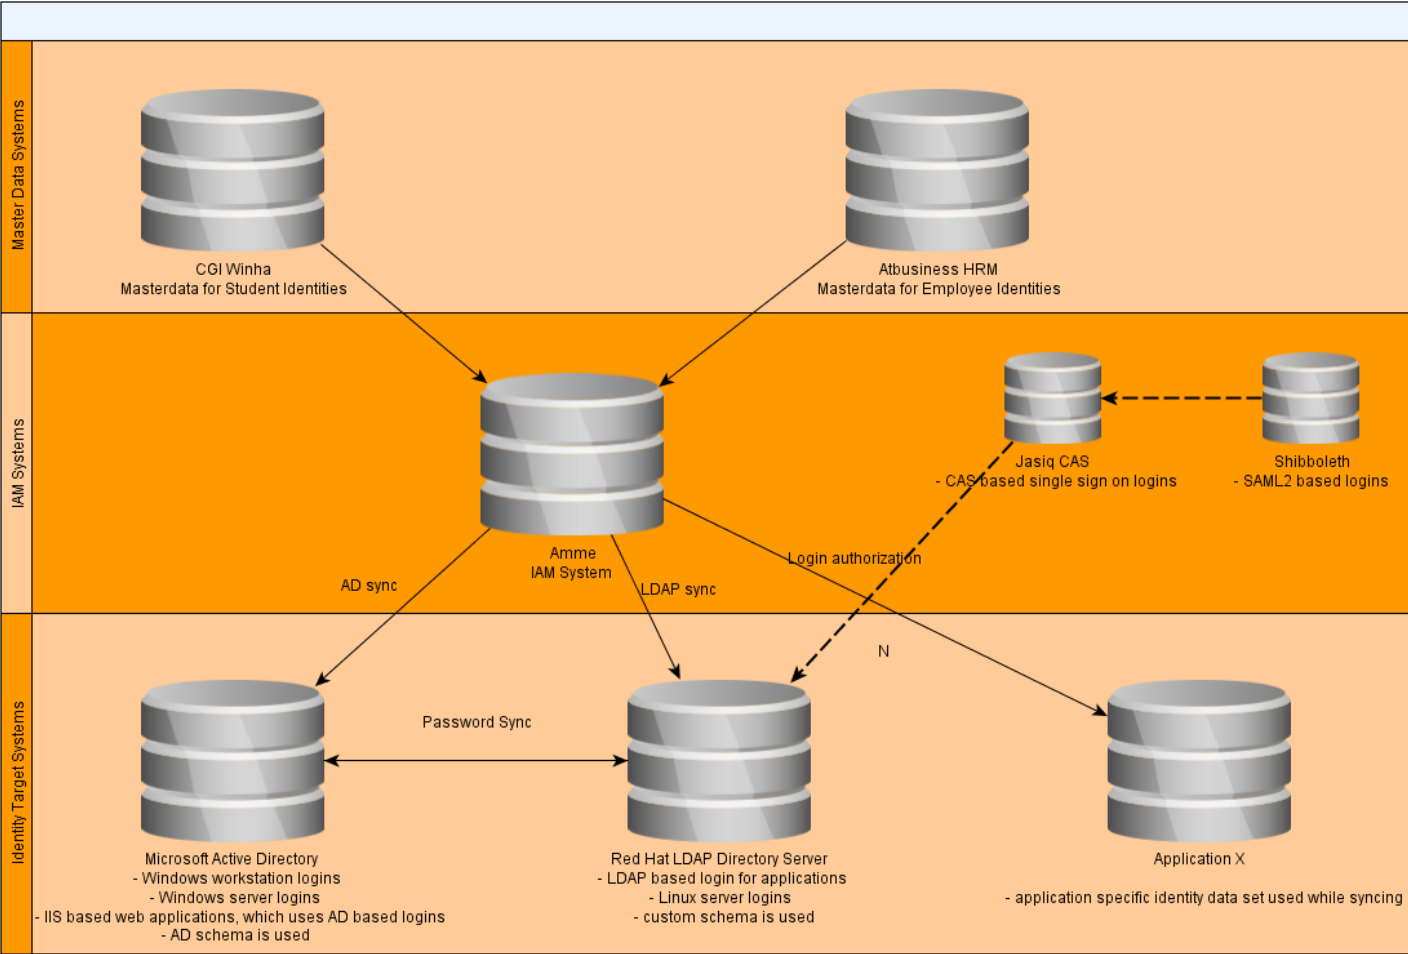 Master Data Systems
CGI Winha
Masterdata for Student Identities
Atbusiness HRM
Masterdata for Employee Identities
IAM Systems
Amme
IAM System
Jasiq CAS
- CAS based single sign on logins
Shibboleth
- SAML2 based logins
AD sync
LDAP sync
Login authorization
N
Identity Target Systems
Password Sync
Microsoft Active Directory
- Windows workstation logins
- Windows server logins
- IIS based web applications, which uses AD based logins
- AD schema is used
Red Hat LDAP Directory Server
- LDAP based login for applications
- Linux server logins
- custom schema is used
Application X
- application specific identity data set used while syncing